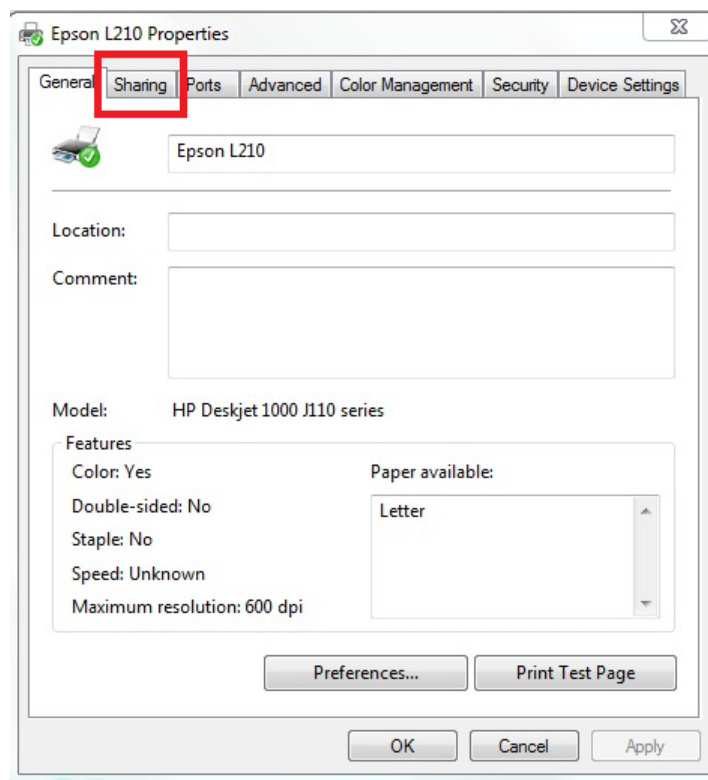 Epson L210 Properties
General Sharing Ports Advanced Color Management Security Device Settings
Epson L210
Location:
Comment:
Model: HP Deskjet 1000 J110 series
Features
Color: Yes Paper available:
Double-sided: No Letter
Staple: No
Speed: Unknown
Maximum resolution: 600 dpi
Preferences... Print Test Page
OK Cancel Apply